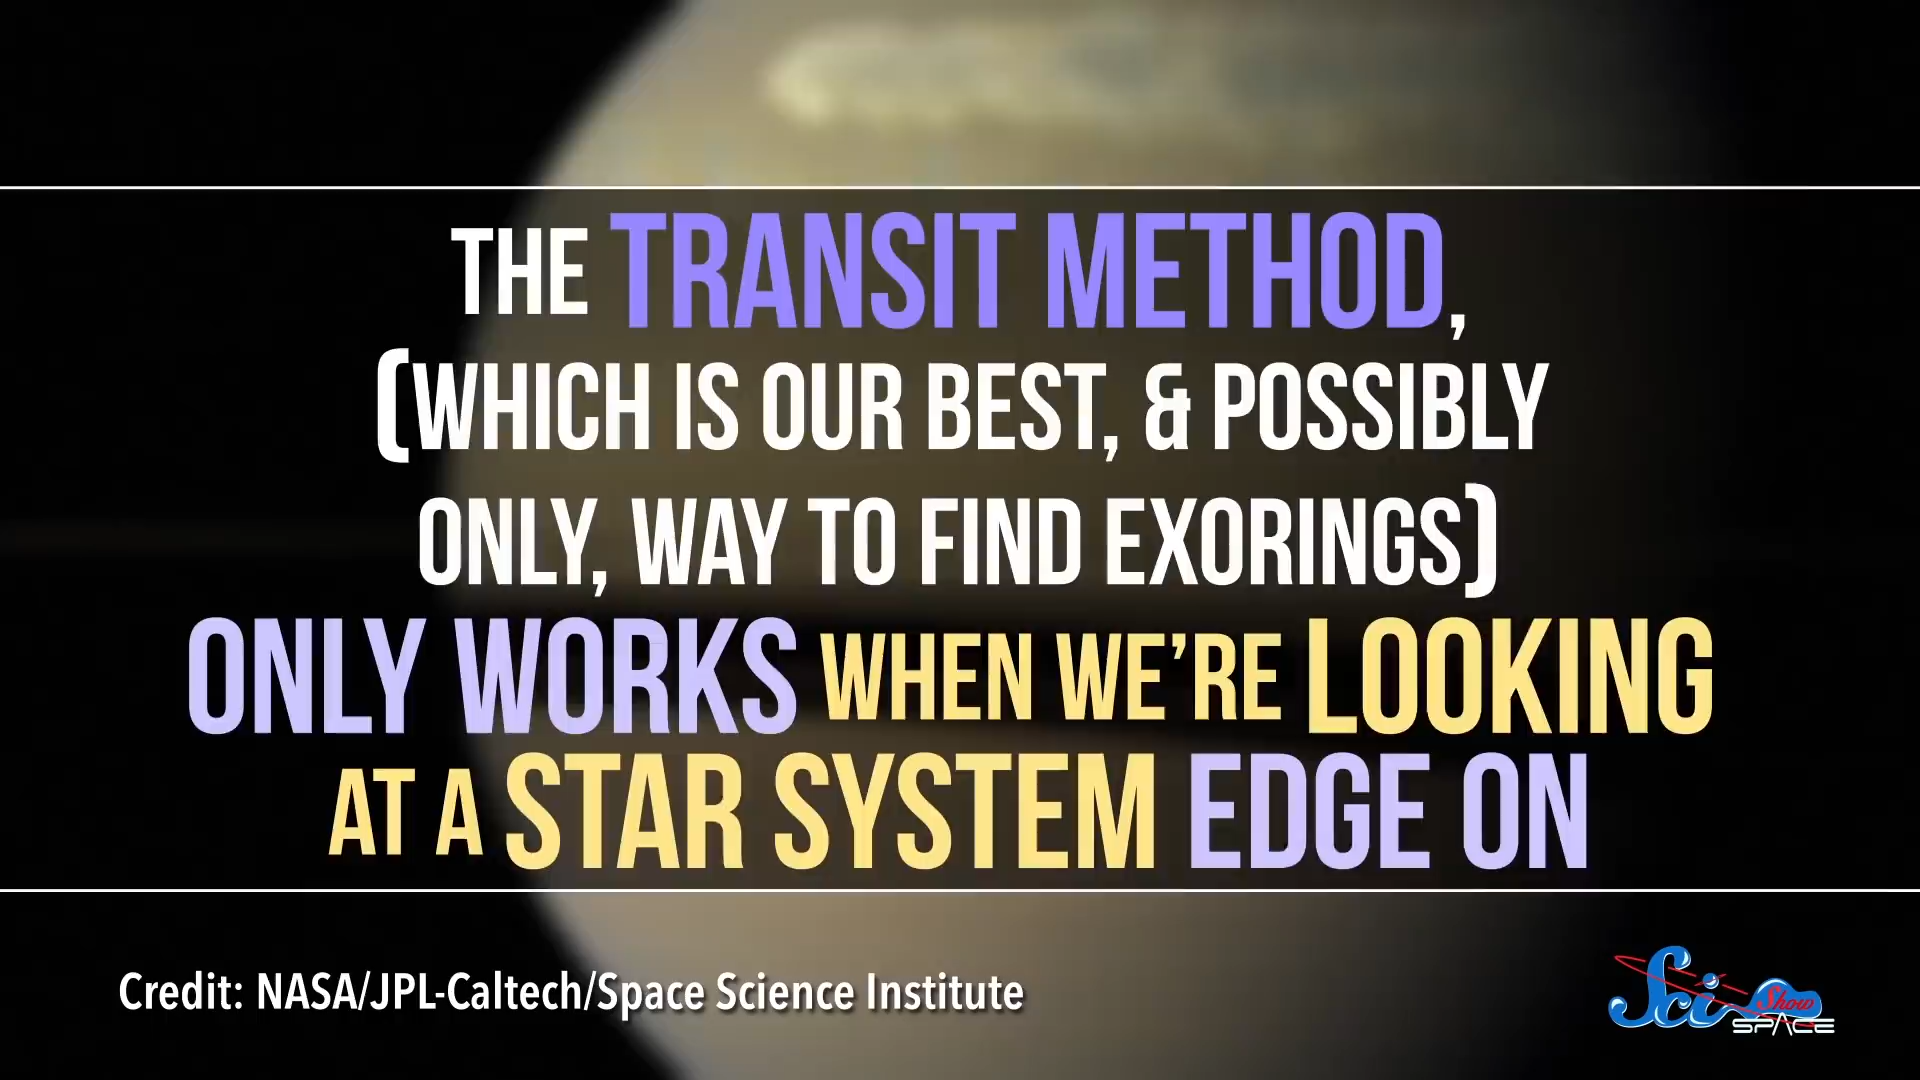 THE TRANSIT METHOD,
(WHICH IS OUR BEST, & POSSIBLY
ONLY, WAY TO FIND EXORINGS)
ONLY WORKS WHEN WE'RE LOOKING
AT A STAR SYSTEM EDGE ON
Credit: NASA/JPL-Caltech/Space Science Institute
Sci Show
SPACE